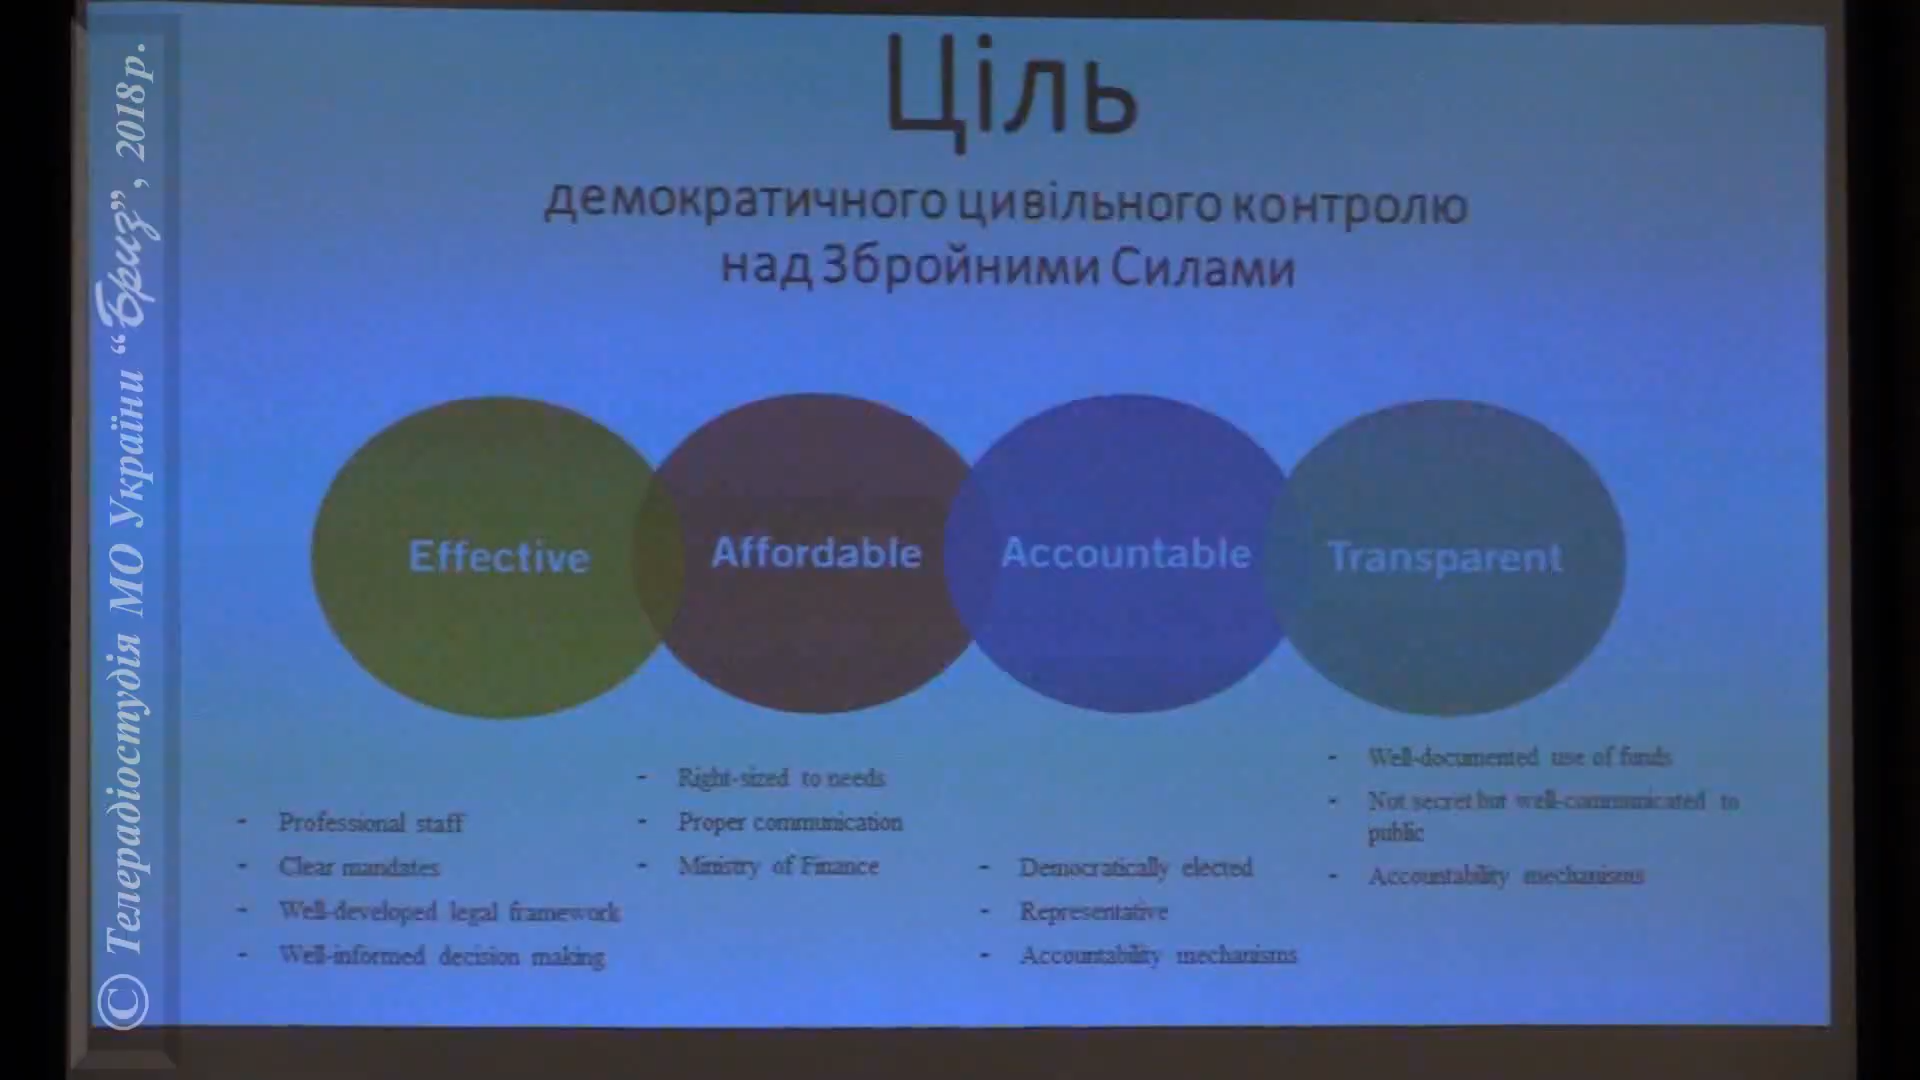 Ціль
демократичного цивільного контролю
над Збройними Силами
Effective
Affordable
Accountable
Transparent
- Professional staff
- Clear mandates
- Well-developed legal framework
- Well-informed decision making
- Right-sized to needs
- Proper communication
- Ministry of Finance
- Democratically elected
- Representative
- Accountability mechanisms
- Well-documented use of funds
- Not secret but well-communicated to
public
- Accountability mechanisms
© Телерадіостудія МО України “Бриз”, 2018р.